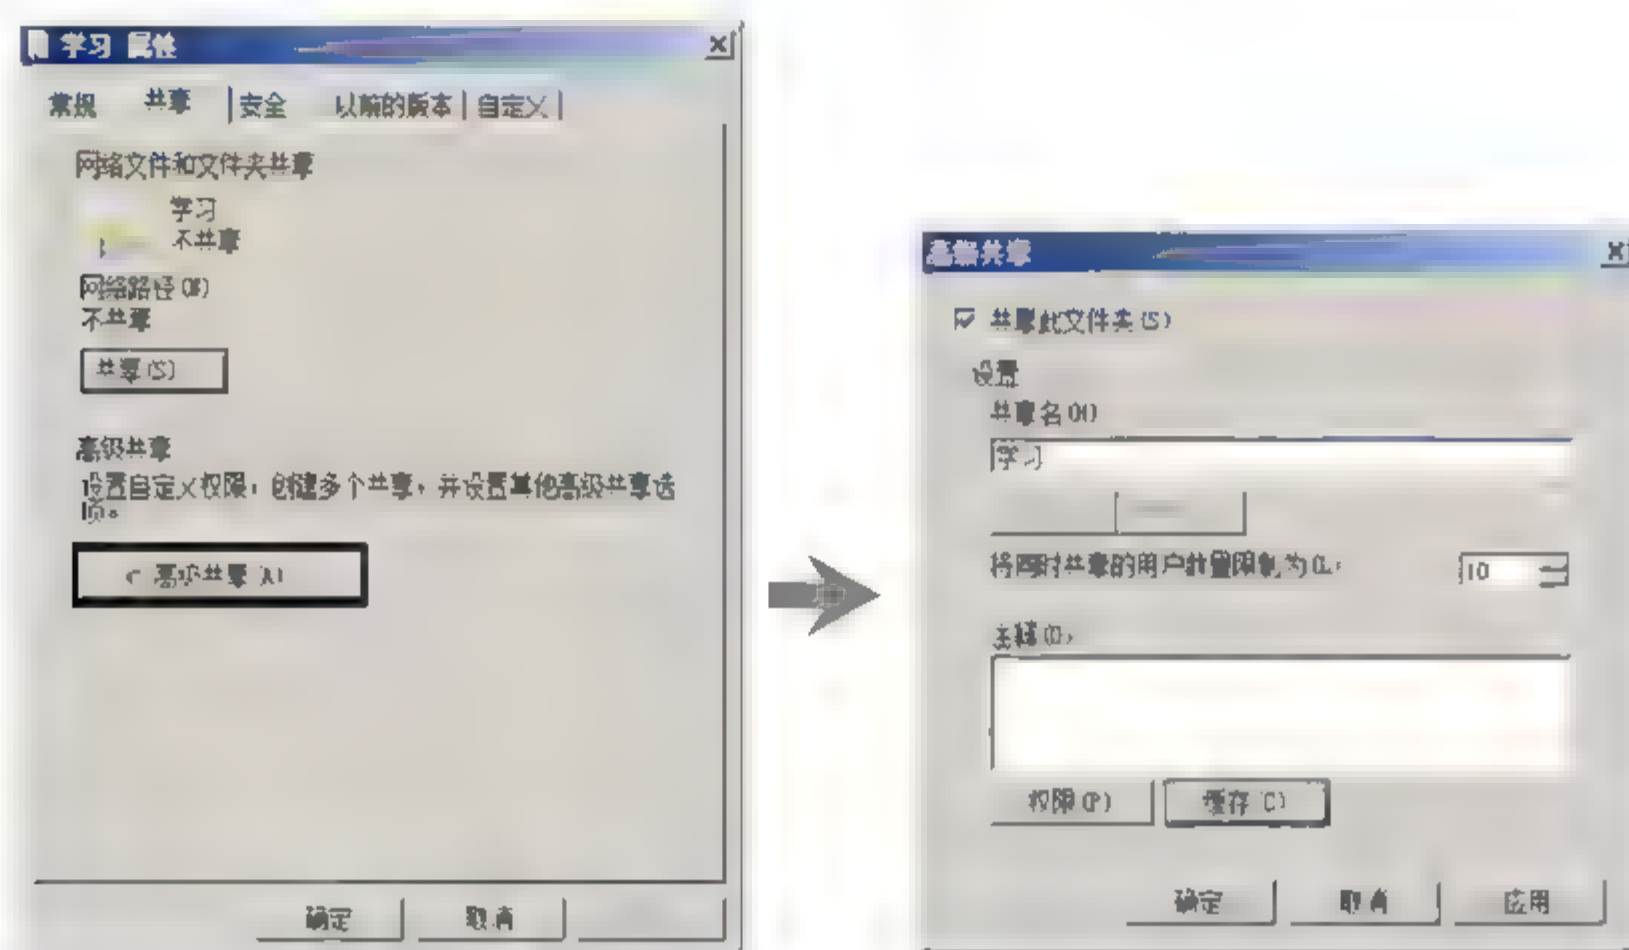 学习 属性
常规 共享 安全 以前的版本 自定义
网络文件和文件夹共享
学习
不共享
网络路径(N)
不共享
共享(S)
高级共享
设置自定义权限,创建多个共享,并设置其他高级共享选
项。
高级共享
确定 取消
高级共享
共享此文件夹(S)
设置
共享名(H)
学习
将同时共享的用户数量限制为(L)
10
权限(P) 缓存(C)
确定 取消 应用